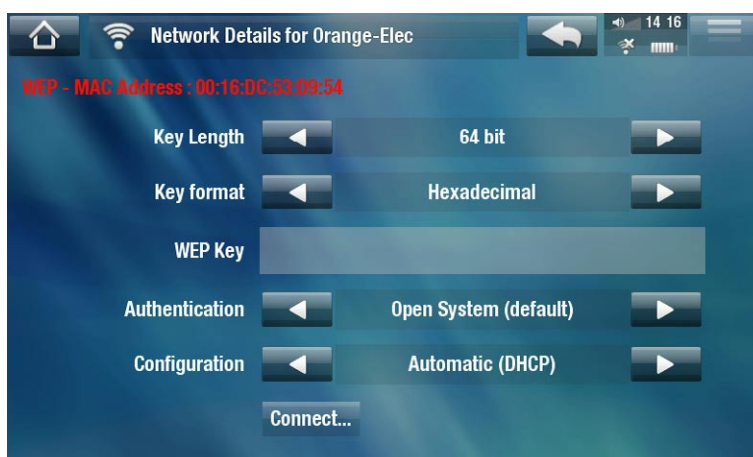 Network Details for Orange-Elec
14 16
WEP - MAC Address : 00:16:DC:53:D9:54
Key Length 64 bit
Key format Hexadecimal
WEP Key
Authentication Open System (default)
Configuration Automatic (DHCP)
Connect...